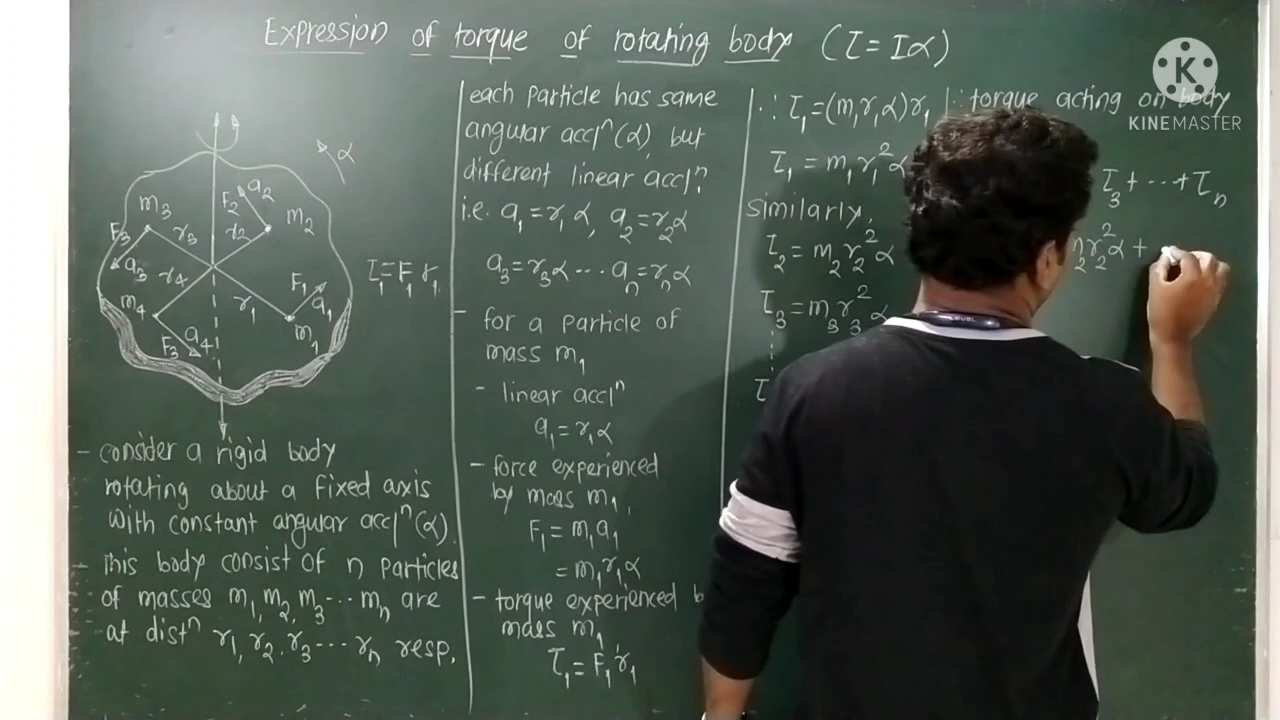 Expression of torque of rotating body (τ = Iα)
α
m₃
F₂
a₂
m₂
F₃
r₃
r₂
a₃
r₄
τ₁ = F₁ r₁
m₄
r₁
F₁
a₁
F₃
a₄
m₁
- consider a rigid body
rotating about a fixed axis
with constant angular acclⁿ (α).
- this body consist of n particles
of masses m₁, m₂, m₃ ... mₙ are
at distⁿ r₁, r₂, r₃ ... rₙ resp.
each particle has same
angular acclⁿ (α), but
different linear acclⁿ.
i.e. a₁ = r₁ α, a₂ = r₂α
a₃ = r₃α ... aₙ = rₙα
- for a particle of
mass m₁
- linear acclⁿ
a₁ = r₁α
- force experienced
by mass m₁,
F₁ = m₁a₁
= m₁r₁α
- torque experienced b
mass m₁
τ₁ = F₁r₁
∴ τ₁ = (m₁r₁α)r₁
τ₁ = m₁r₁²α
similarly,
τ₂ = m₂r₂²α
τ₃ = m₃r₃²α
τ
∴ torque acting on body
τ₃ + ... + τₙ
m₂r₂²α +
K
KINEMASTER